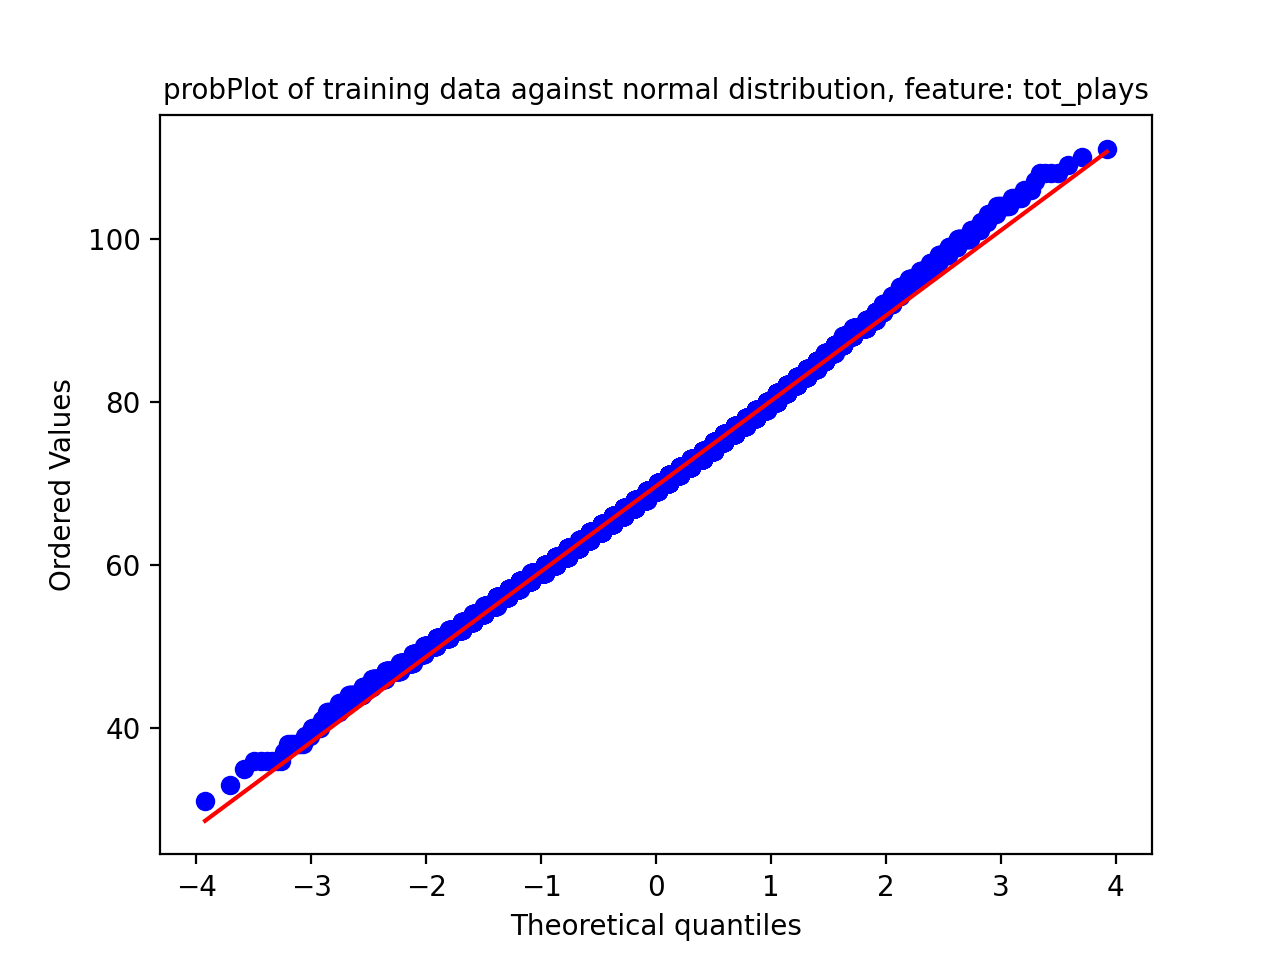 probPlot of training data against normal distribution, feature: tot_plays
100
80
60
40
Ordered Values
−4 −3 −2 −1 0 1 2 3 4
Theoretical quantiles